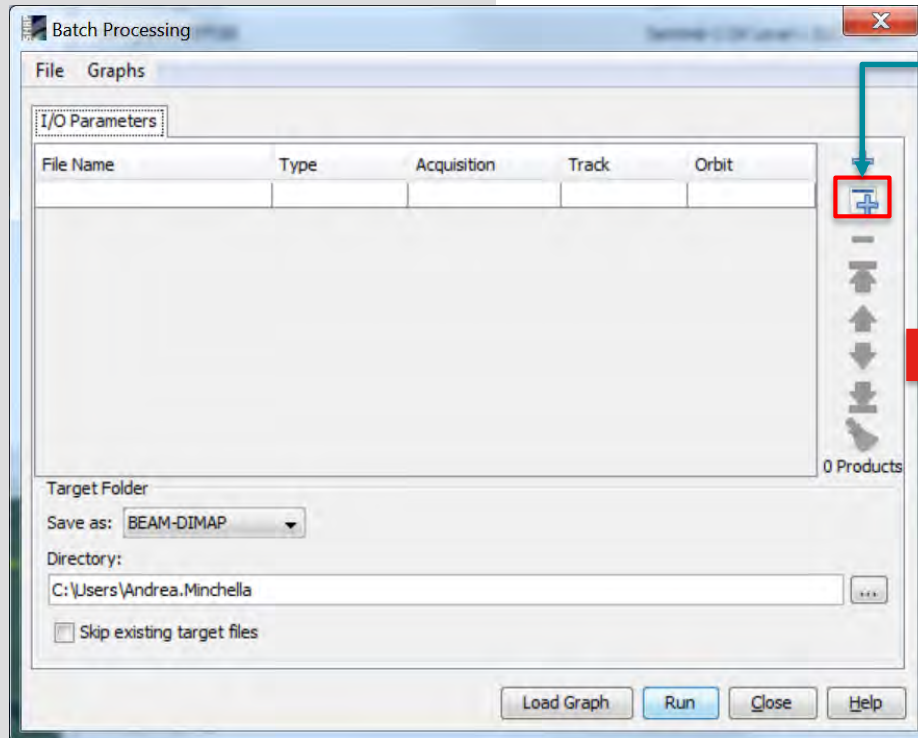 Batch Processing
File Graphs
I/O Parameters
File Name Type Acquisition Track Orbit
0 Products
Target Folder
Save as: BEAM-DIMAP
Directory:
C:\Users\Andrea.Minchella
...
Skip existing target files
Load Graph Run Close Help